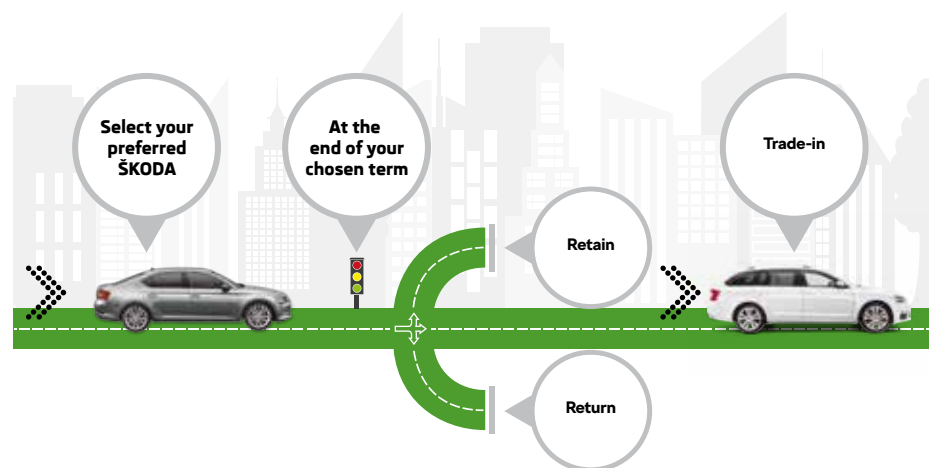 Select your
preferred
ŠKODA
At the
end of your
chosen term
Retain
Return
Trade-in